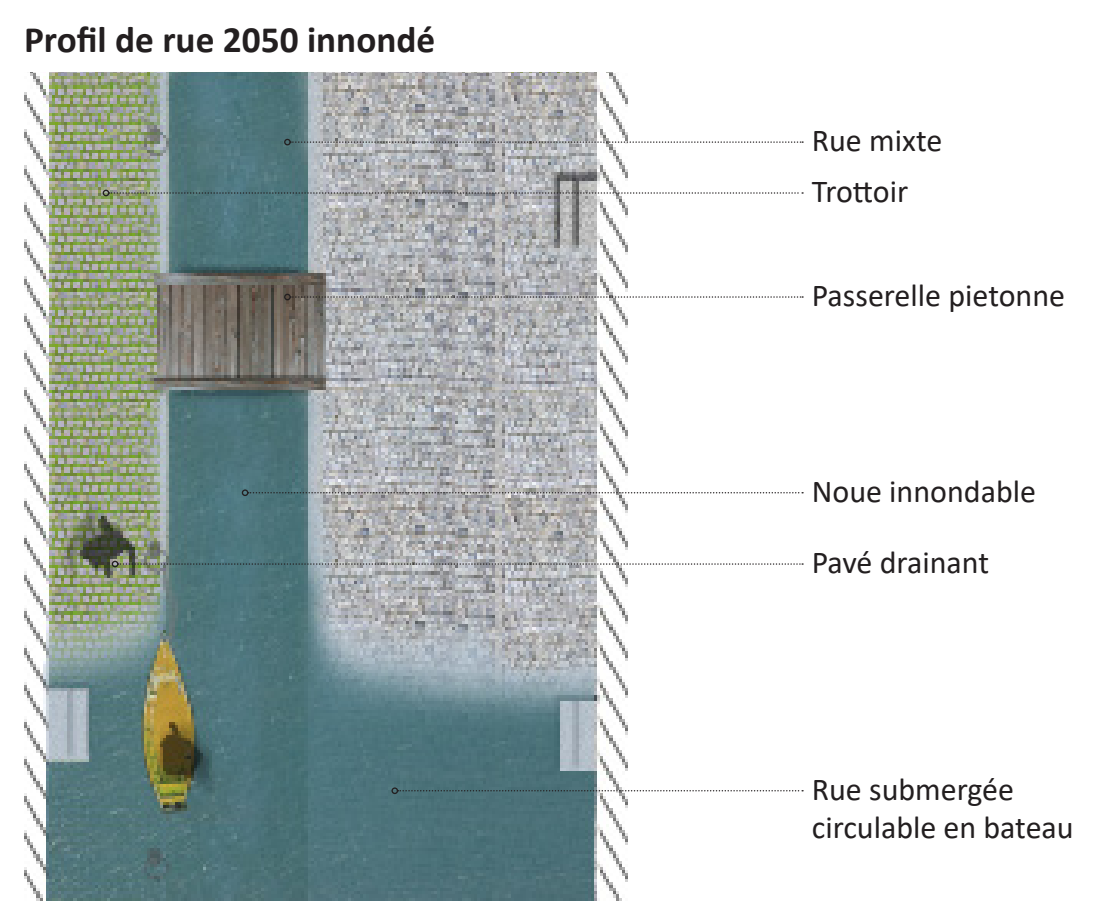 Profil de rue 2050 innondé
Rue mixte
Trottoir
Passerelle pietonne
Noue innondable
Pavé drainant
Rue submergée
circulable en bateau